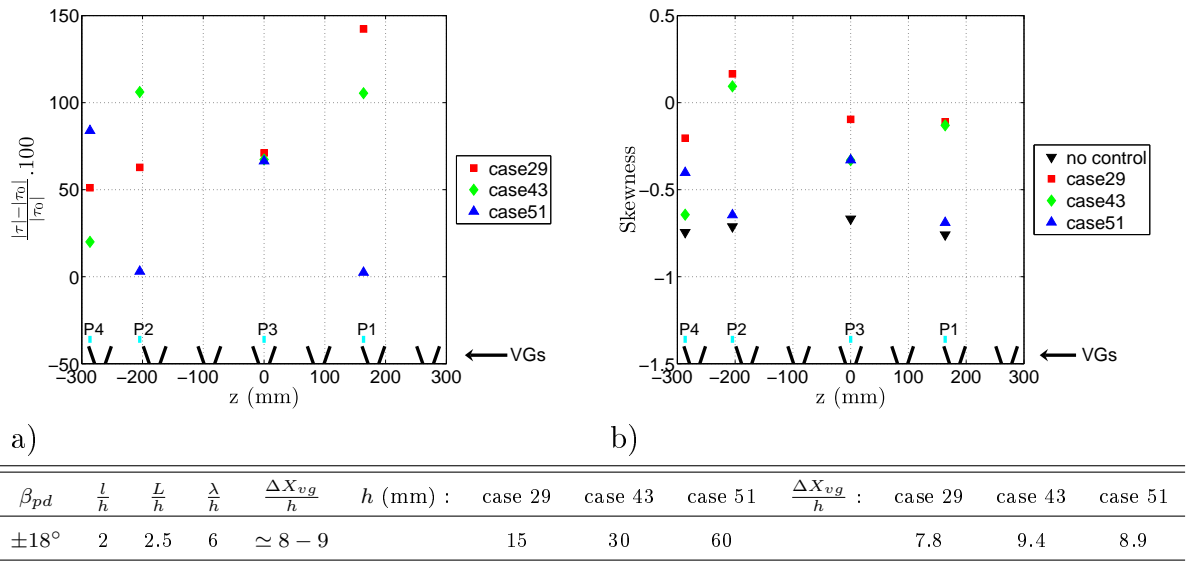 150
100
50
0
−50
|τ|−|τ₀| / |τ₀| .100
P4 P2 P3 P1
VGs
−300 −200 −100 0 100 200 300
z (mm)
case29
case43
case51
a)
0.5
0
−0.5
−1
−1.5
Skewness
P4 P2 P3 P1
VGs
−300 −200 −100 0 100 200 300
z (mm)
no control
case29
case43
case51
b)
β_pd l/h L/h λ/h ΔX_vg/h h (mm) : case 29 case 43 case 51 ΔX_vg/h : case 29 case 43 case 51
±18° 2 2.5 6 ≃ 8 − 9 15 30 60 7.8 9.4 8.9